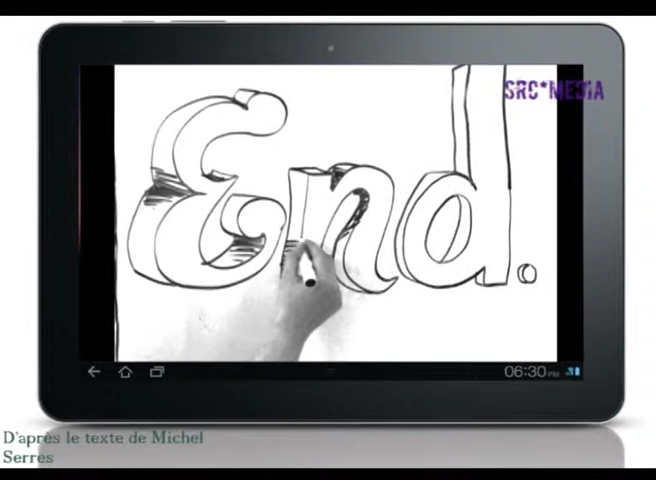 SRC*MEDIA
End.
06:30 PM
D'après le texte de Michel
Serres